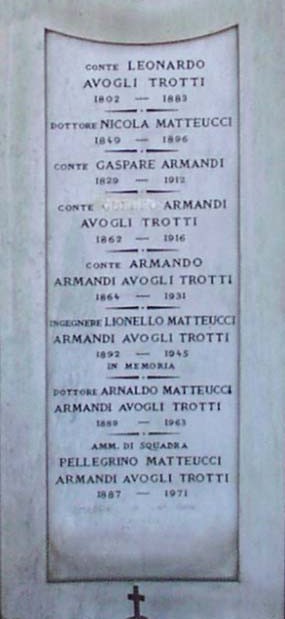 CONTE LEONARDO
AVOGLI TROTTI
1802 — 1883
DOTTORE NICOLA MATTEUCCI
1849 — 1896
CONTE GASPARE ARMANDI
1829 — 1912
CONTE ARMANDI
AVOGLI TROTTI
1862 — 1916
CONTE ARMANDO
ARMANDI AVOGLI TROTTI
1864 — 1931
INGEGNERE LIONELLO MATTEUCCI
ARMANDI AVOGLI TROTTI
1892 — 1945
IN MEMORIA
DOTTORE ARNALDO MATTEUCCI
ARMANDI AVOGLI TROTTI
1889 — 1963
AMM. DI SQUADRA
PELLEGRINO MATTEUCCI
ARMANDI AVOGLI TROTTI
1887 — 1971